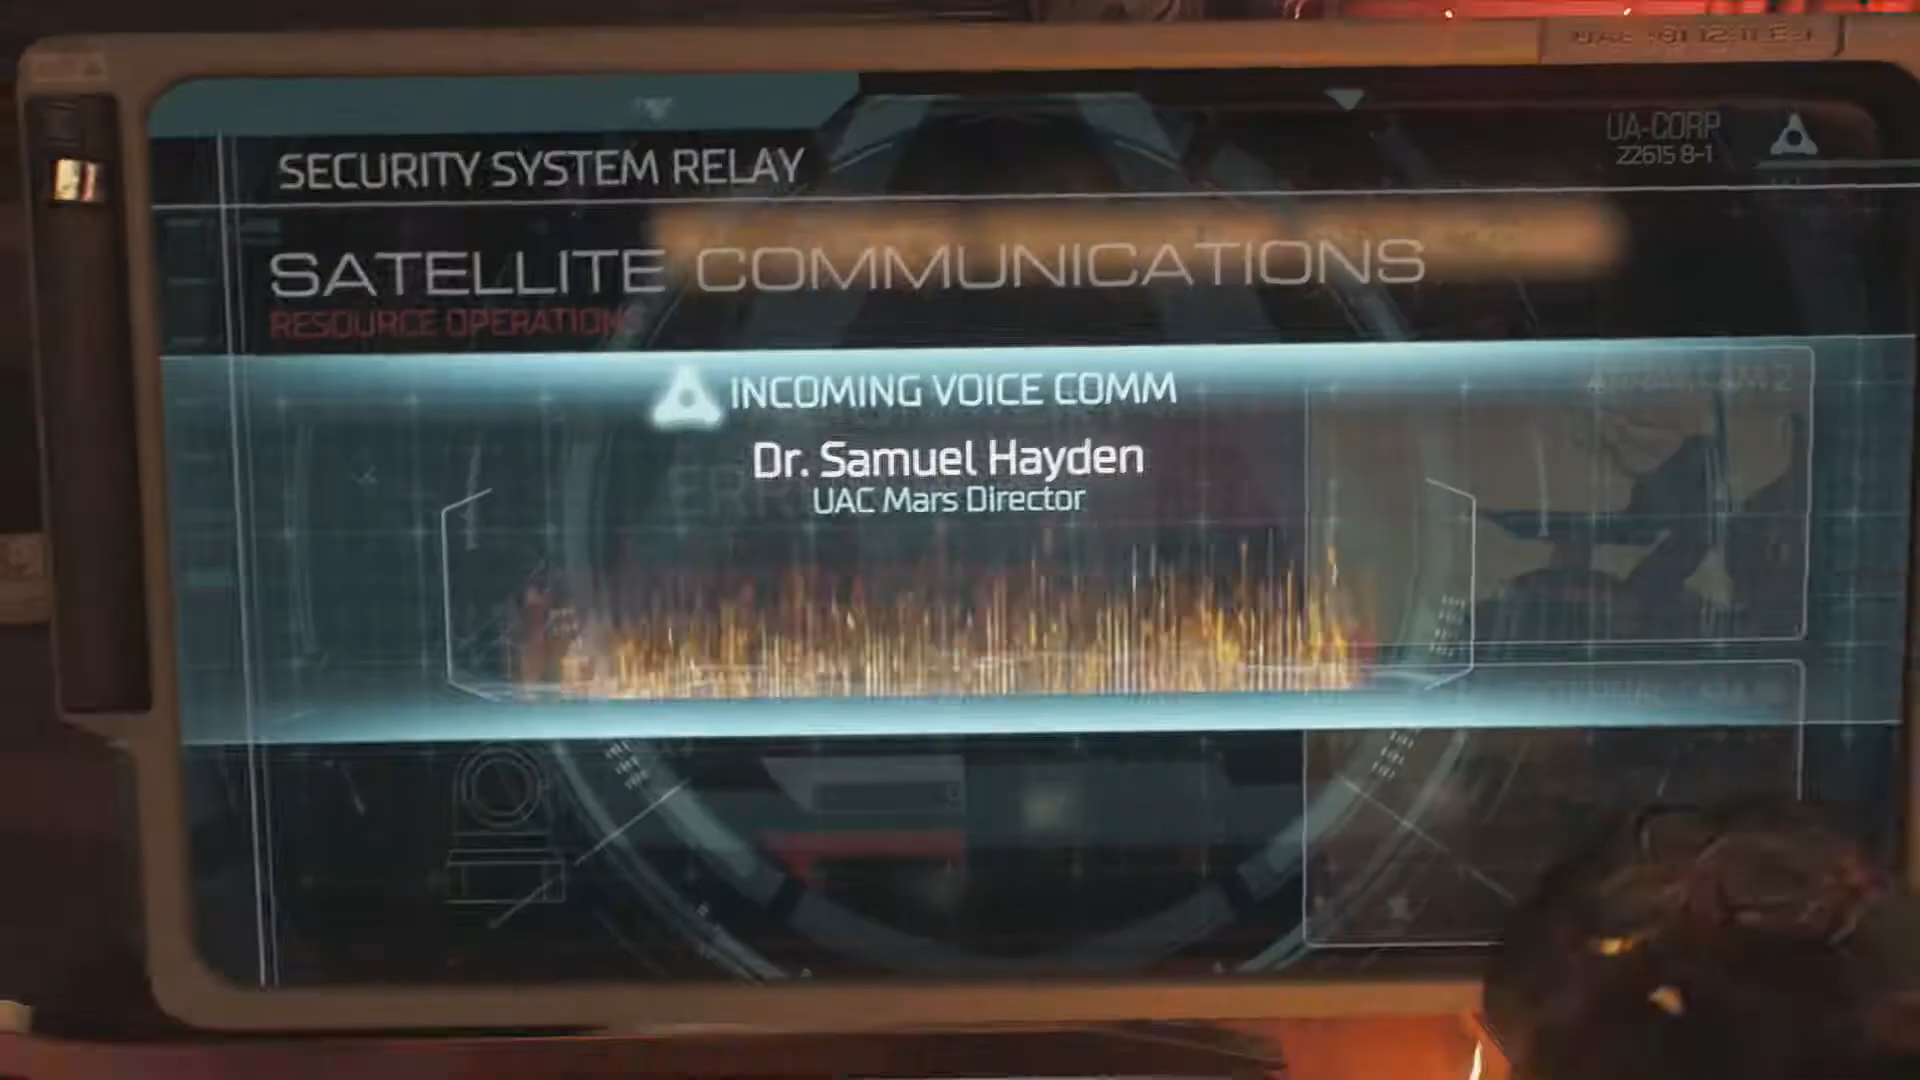 UA-CORP
22615 8-1
SECURITY SYSTEM RELAY
SATELLITE COMMUNICATIONS
RESOURCE OPERATIONS
INCOMING VOICE COMM
Dr. Samuel Hayden
UAC Mars Director